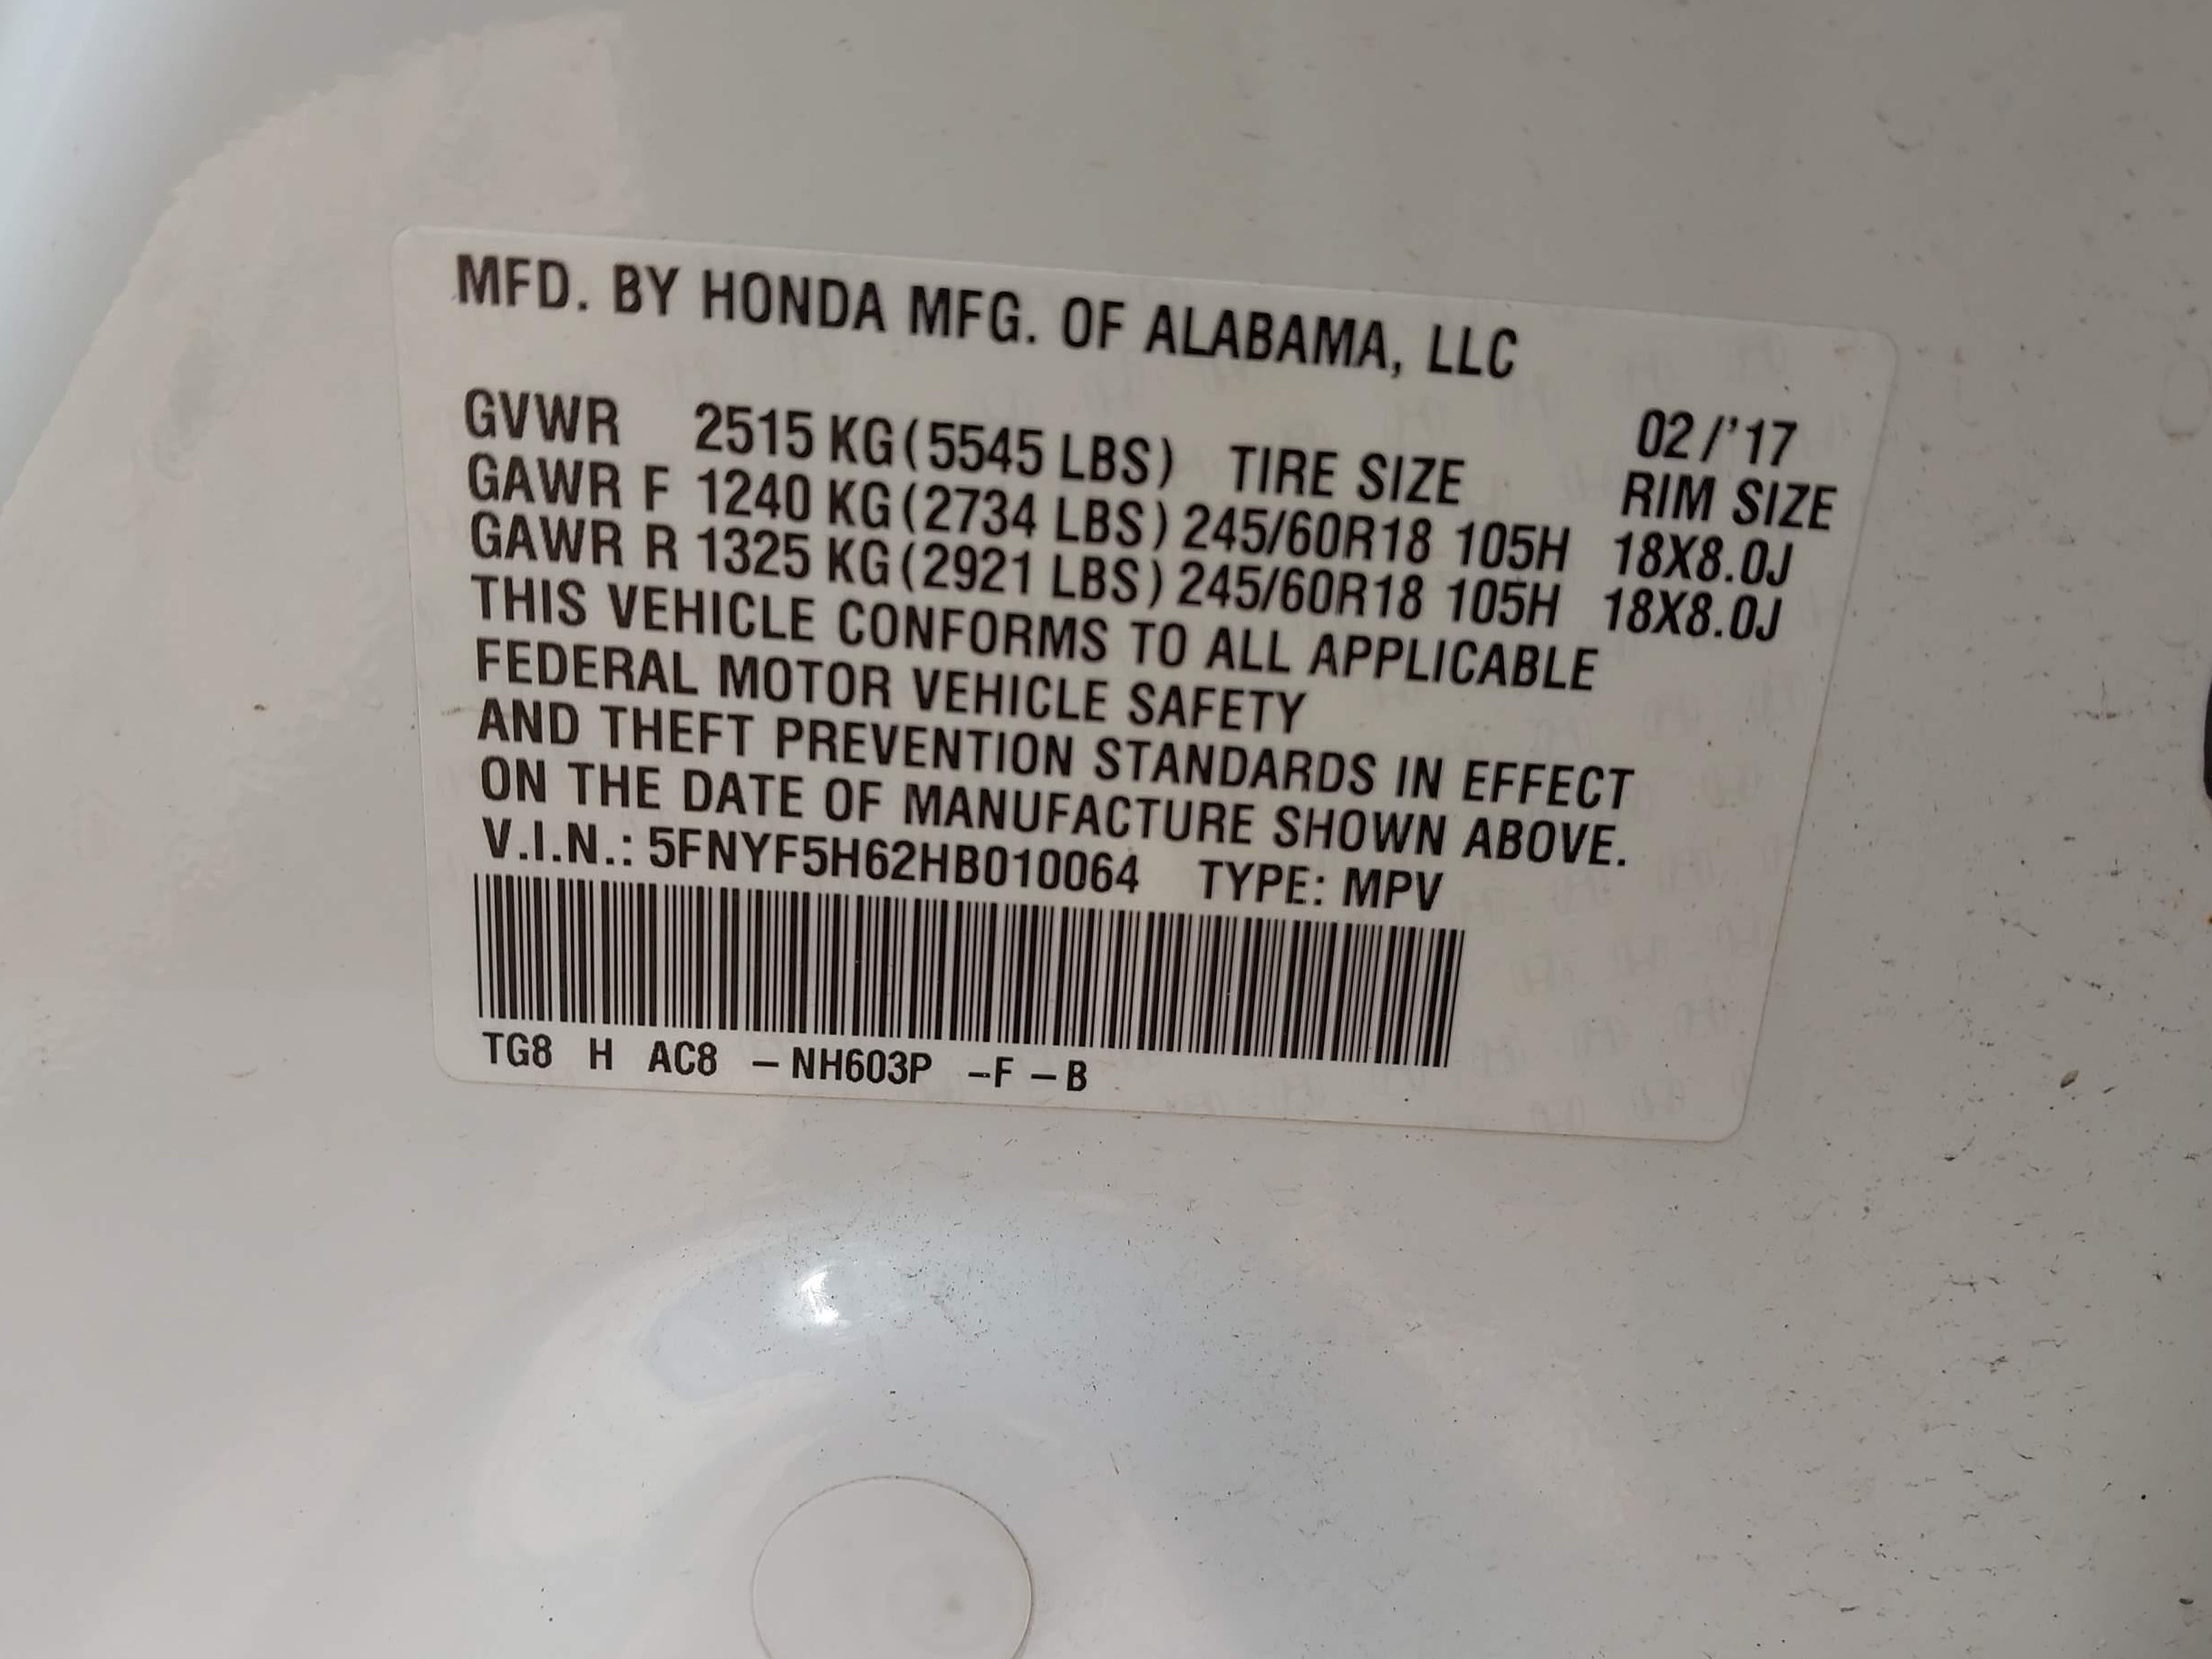 MFD. BY HONDA MFG. OF ALABAMA, LLC
02/'17
GVWR 2515 KG(5545 LBS) TIRE SIZE RIM SIZE
GAWR F 1240 KG(2734 LBS) 245/60R18 105H 18X8.0J
GAWR R 1325 KG(2921 LBS) 245/60R18 105H 18X8.0J
THIS VEHICLE CONFORMS TO ALL APPLICABLE
FEDERAL MOTOR VEHICLE SAFETY
AND THEFT PREVENTION STANDARDS IN EFFECT
ON THE DATE OF MANUFACTURE SHOWN ABOVE.
V.I.N.: 5FNYF5H62HB010064 TYPE: MPV
TG8 H AC8 –NH603P –F –B